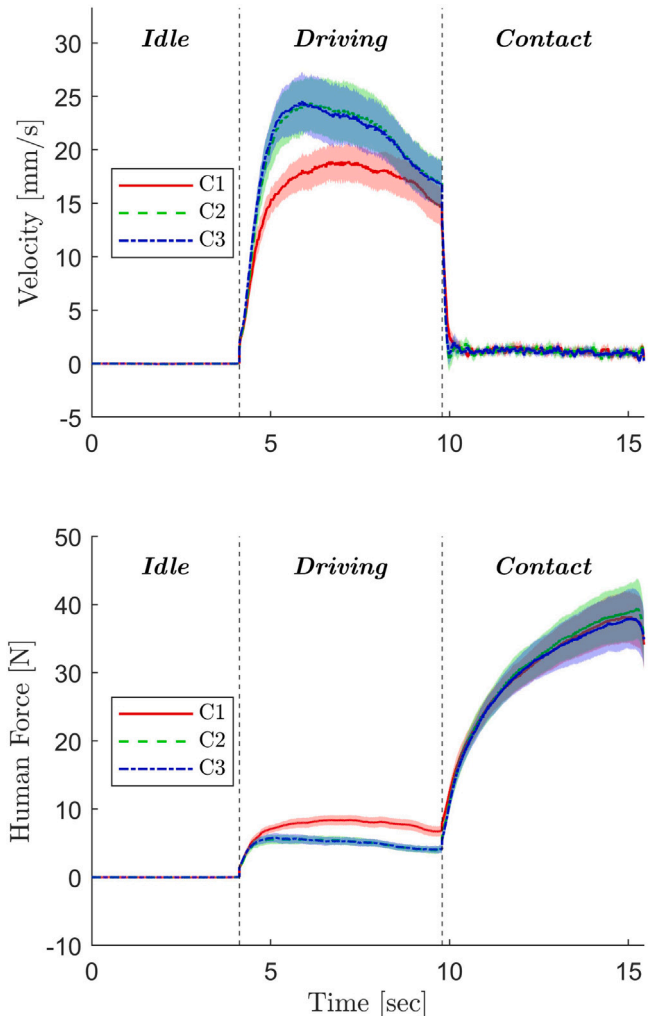 Idle Driving Contact
30
25
20
15
10
5
0
-5
Velocity [mm/s]
C1
C2
C3
0 5 10 15
50
40
30
20
10
0
-10
Human Force [N]
Idle Driving Contact
C1
C2
C3
0 5 10 15
Time [sec]